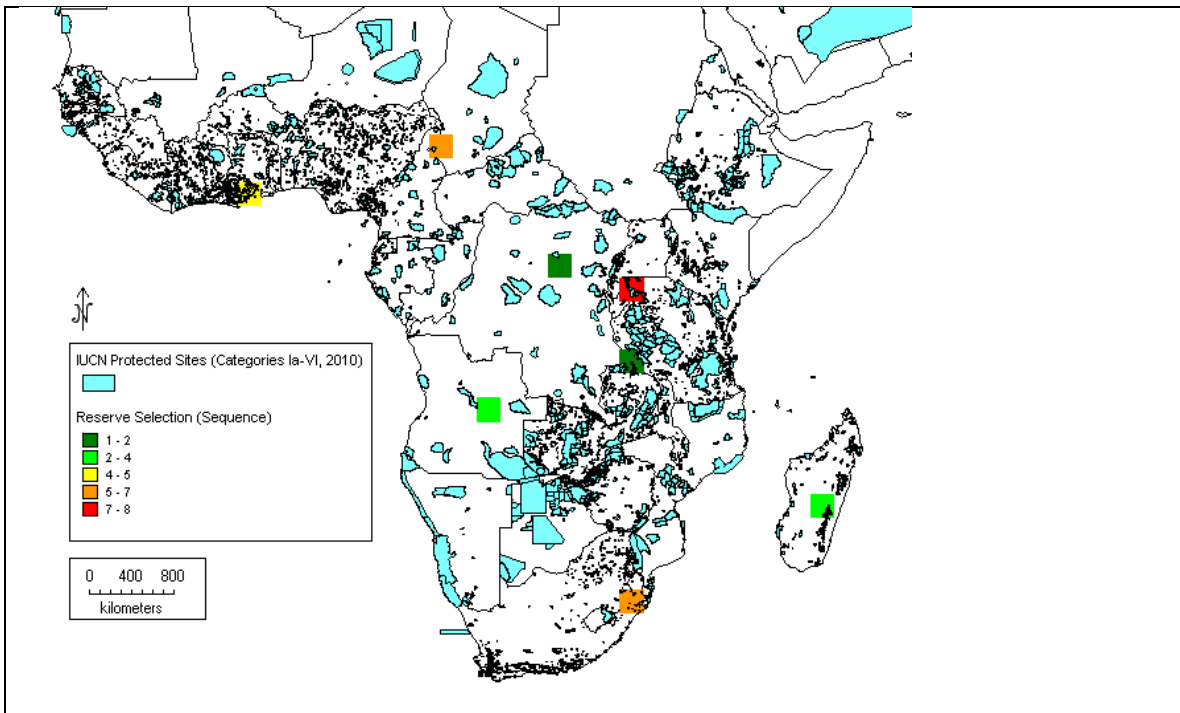 N
IUCN Protected Sites (Categories Ia-VI, 2010)
Reserve Selection (Sequence)
1 - 2
2 - 4
4 - 5
5 - 7
7 - 8
0 400 800
kilometers